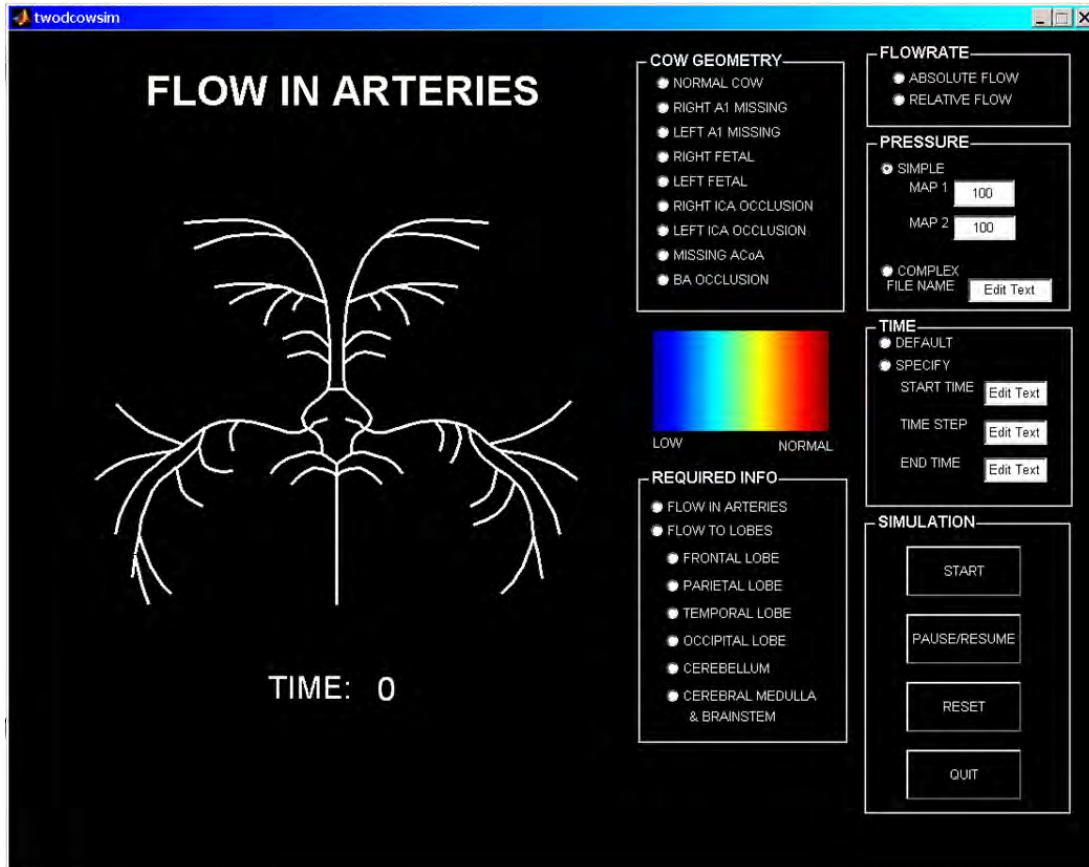 twodcowsim
FLOW IN ARTERIES
TIME: 0
COW GEOMETRY
NORMAL COW
RIGHT A1 MISSING
LEFT A1 MISSING
RIGHT FETAL
LEFT FETAL
RIGHT ICA OCCLUSION
LEFT ICA OCCLUSION
MISSING ACoA
BA OCCLUSION
LOW NORMAL
REQUIRED INFO
FLOW IN ARTERIES
FLOW TO LOBES
FRONTAL LOBE
PARIETAL LOBE
TEMPORAL LOBE
OCCIPITAL LOBE
CEREBELLUM
CEREBRAL MEDULLA
& BRAINSTEM
FLOWRATE
ABSOLUTE FLOW
RELATIVE FLOW
PRESSURE
SIMPLE
MAP 1 100
MAP 2 100
COMPLEX
FILE NAME Edit Text
TIME
DEFAULT
SPECIFY
START TIME Edit Text
TIME STEP Edit Text
END TIME Edit Text
SIMULATION
START
PAUSE/RESUME
RESET
QUIT